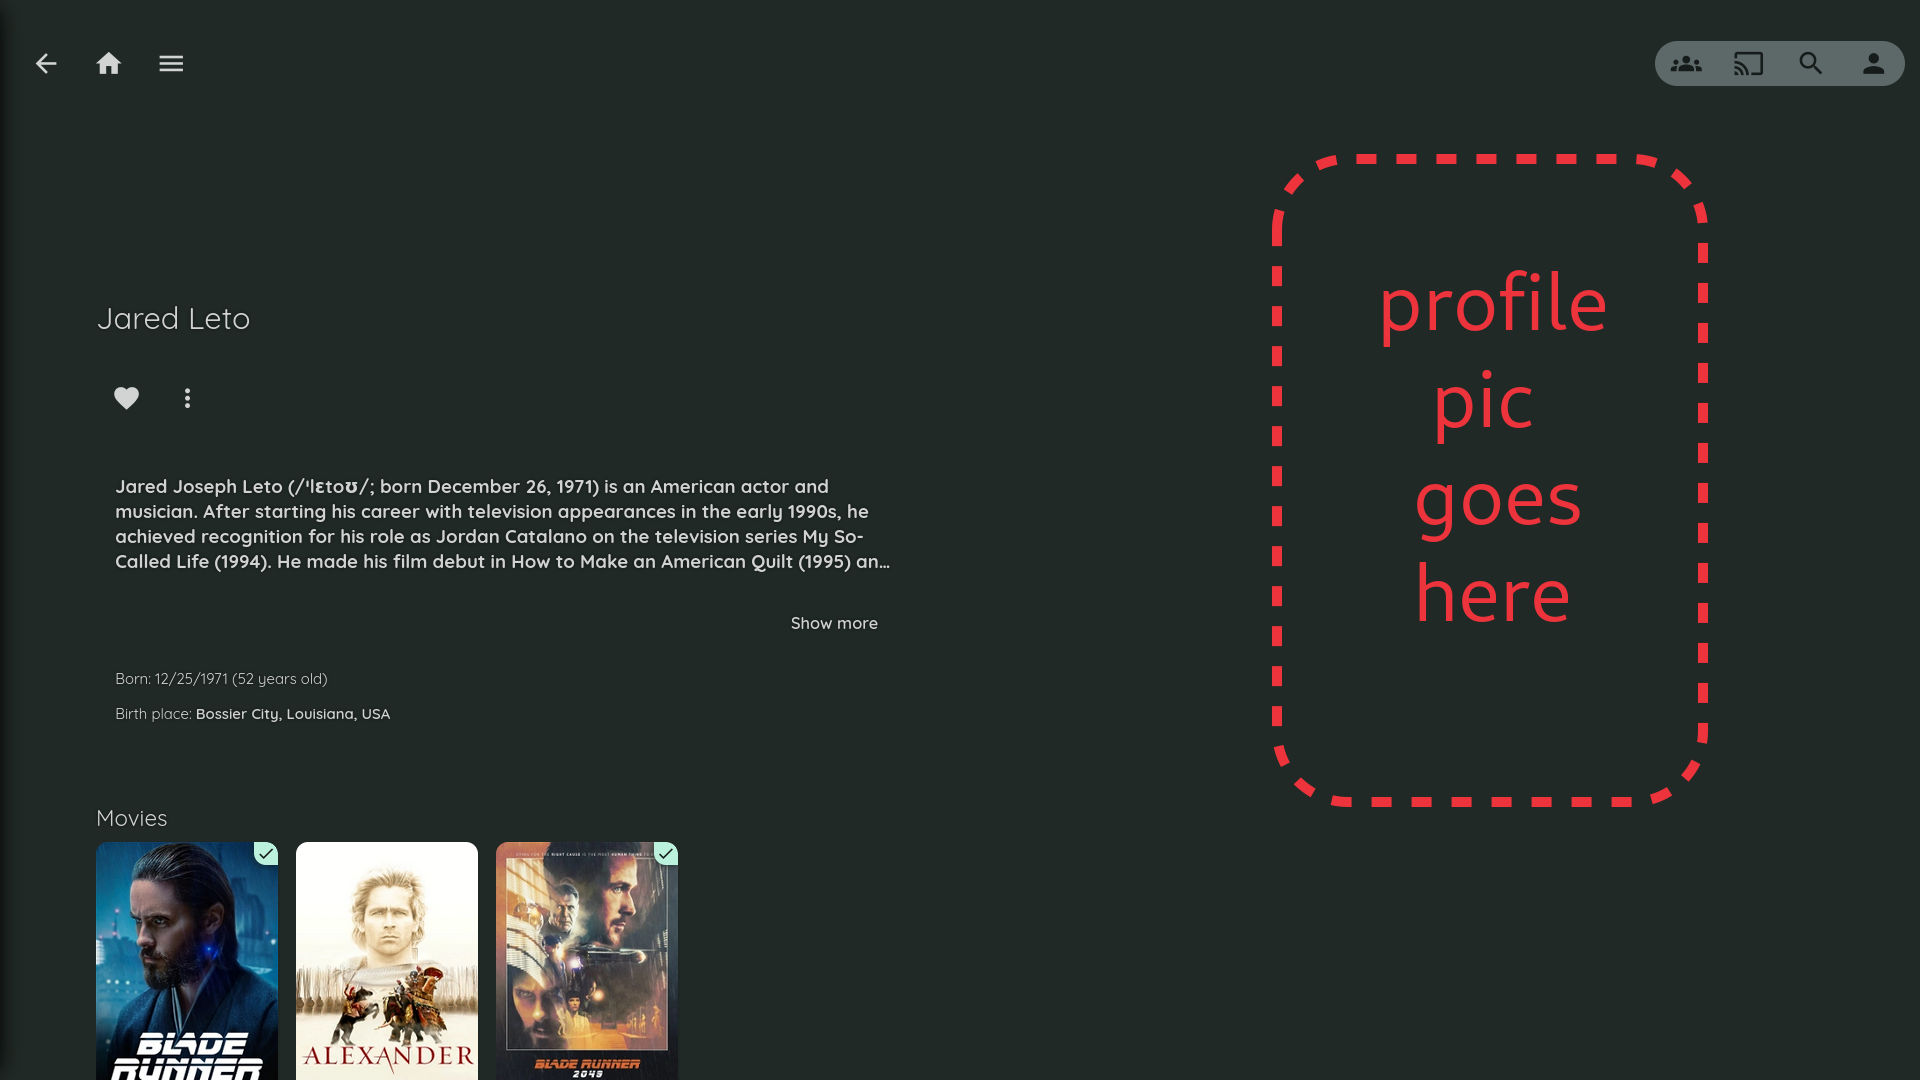 Jared Leto
profile
pic
goes
here
Jared Joseph Leto (/ˈlɛtoʊ/; born December 26, 1971) is an American actor and
musician. After starting his career with television appearances in the early 1990s, he
achieved recognition for his role as Jordan Catalano on the television series My So-
Called Life (1994). He made his film debut in How to Make an American Quilt (1995) an...
Show more
Born: 12/25/1971 (52 years old)
Birth place: Bossier City, Louisiana, USA
Movies
BLADE
RUNNER
ALEXANDER
BLADE RUNNER
2049